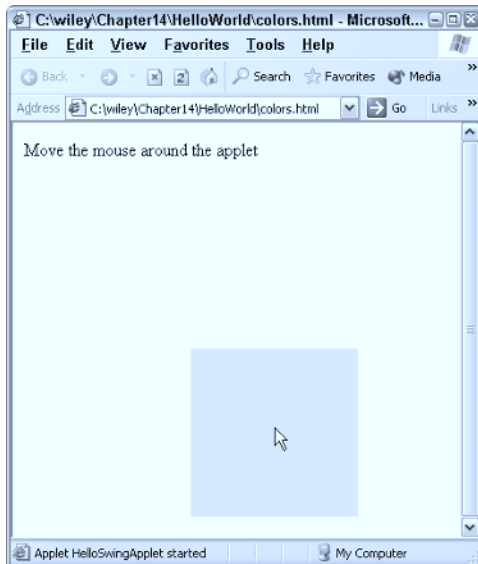 C:\wiley\Chapter14\HelloWorld\colors.html - Microsoft...
File Edit View Favorites Tools Help
Back Search Favorites Media »
Address C:\wiley\Chapter14\HelloWorld\colors.html Go Links »
Move the mouse around the applet
Applet HelloSwingApplet started My Computer